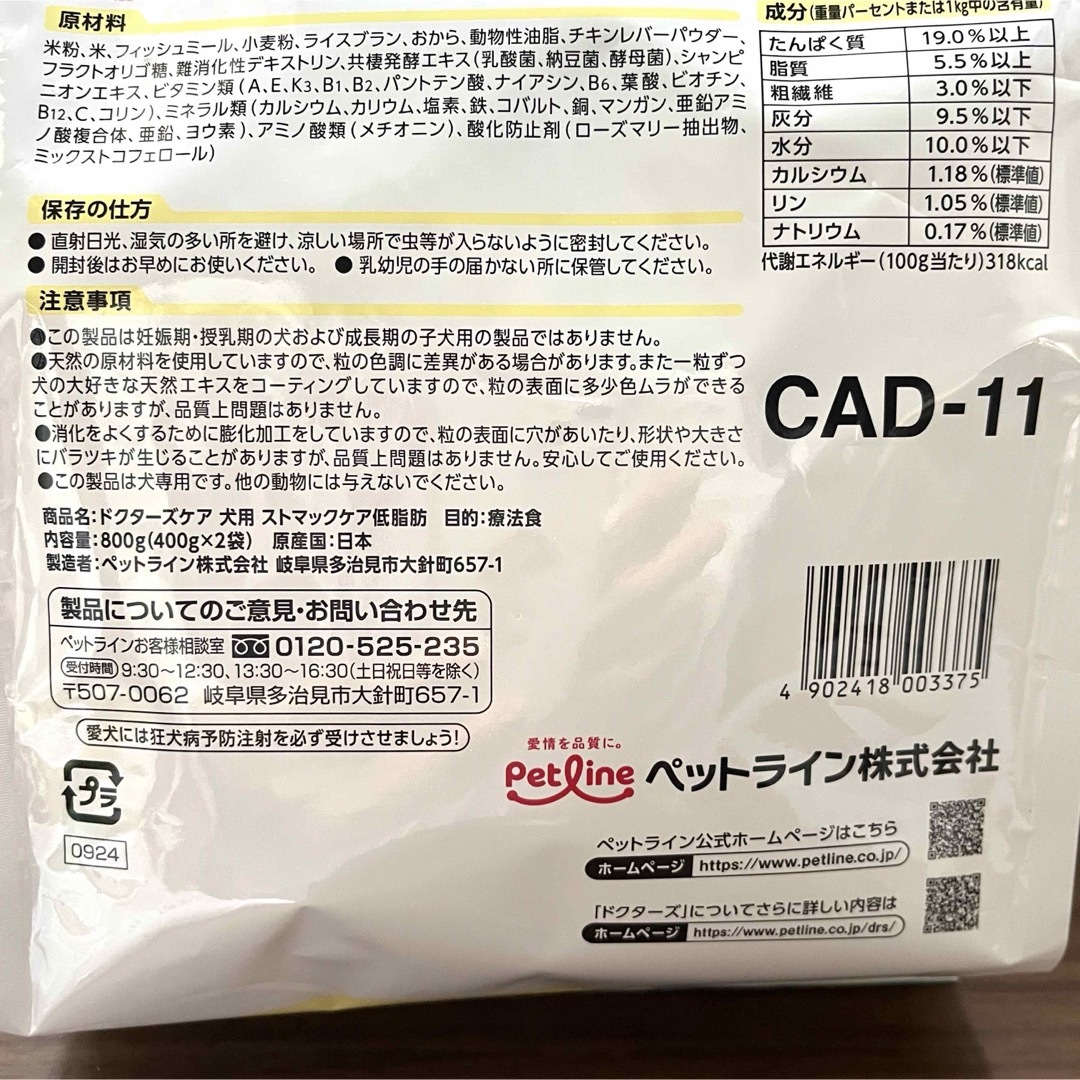 原材料
米粉、米、フィッシュミール、小麦粉、ライスブラン、おから、動物性油脂、チキンレバーパウダー、
フラクトオリゴ糖、難消化性デキストリン、共棲発酵エキス(乳酸菌、納豆菌、酵母菌)、シャンピ
ニオンエキス、ビタミン類(A、E、K3、B1、B2、パントテン酸、ナイアシン、B6、葉酸、ビオチン、
B12、C、コリン)、ミネラル類(カルシウム、カリウム、塩素、鉄、コバルト、銅、マンガン、亜鉛アミ
ノ酸複合体、亜鉛、ヨウ素)、アミノ酸類(メチオニン)、酸化防止剤(ローズマリー抽出物、
ミックストコフェロール)
成分(重量パーセントまたは1kg中の含有量)
たんぱく質 19.0%以上
脂質 5.5%以上
粗繊維 3.0%以下
灰分 9.5%以下
水分 10.0%以下
カルシウム 1.18%(標準値)
リン 1.05%(標準値)
ナトリウム 0.17%(標準値)
代謝エネルギー(100g当たり)318kcal
保存の仕方
●直射日光、湿気の多い所を避け、涼しい場所で虫等が入らないように密封してください。
●開封後はお早めにお使いください。 ●乳幼児の手の届かない所に保管してください。
注意事項
●この製品は妊娠期・授乳期の犬および成長期の子犬用の製品ではありません。
●天然の原材料を使用していますので、粒の色調に差異がある場合があります。また一粒ずつ
犬の大好きな天然エキスをコーティングしていますので、粒の表面に多少色ムラができる
ことがありますが、品質上問題はありません。
●消化をよくするために膨化加工をしていますので、粒の表面に穴があいたり、形状や大きさ
にバラツキが生じることがありますが、品質上問題はありません。安心してご使用ください。
●この製品は犬専用です。他の動物には与えないでください。
CAD-11
商品名:ドクターズケア 犬用 ストマックケア低脂肪 目的:療法食
内容量:800g(400g×2袋) 原産国:日本
製造者:ペットライン株式会社 岐阜県多治見市大針町657-1
製品についてのご意見・お問い合わせ先
ペットラインお客様相談室 0120-525-235
受付時間 9:30~12:30、13:30~16:30(土日祝日等を除く)
〒507-0062 岐阜県多治見市大針町657-1
愛犬には狂犬病予防注射を必ず受けさせましょう!
4 902418 003375
プラ
0924
愛情を品質に。
Petline ペットライン株式会社
ペットライン公式ホームページはこちら
ホームページ https://www.petline.co.jp/
「ドクターズ」についてさらに詳しい内容は
ホームページ https://www.petline.co.jp/drs/